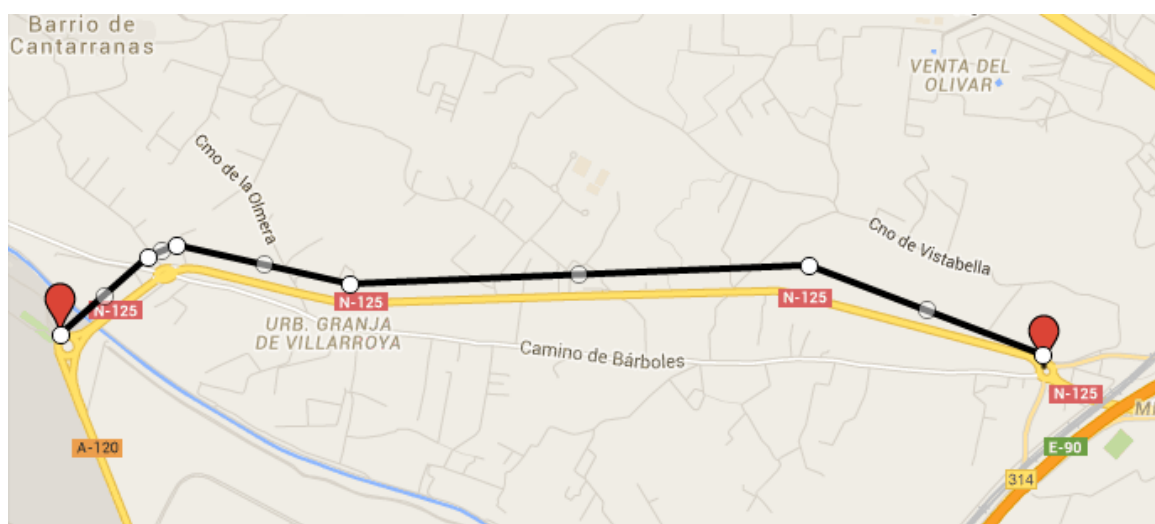 Barrio de
Cantarranas
VENTA DEL
OLIVAR
Cmo de la Olmera
Cno de Vistabella
N-125
N-125
N-125
URB. GRANJA
DE VILLARROYA
Camino de Bárboles
N-125
A-120
E-90
314